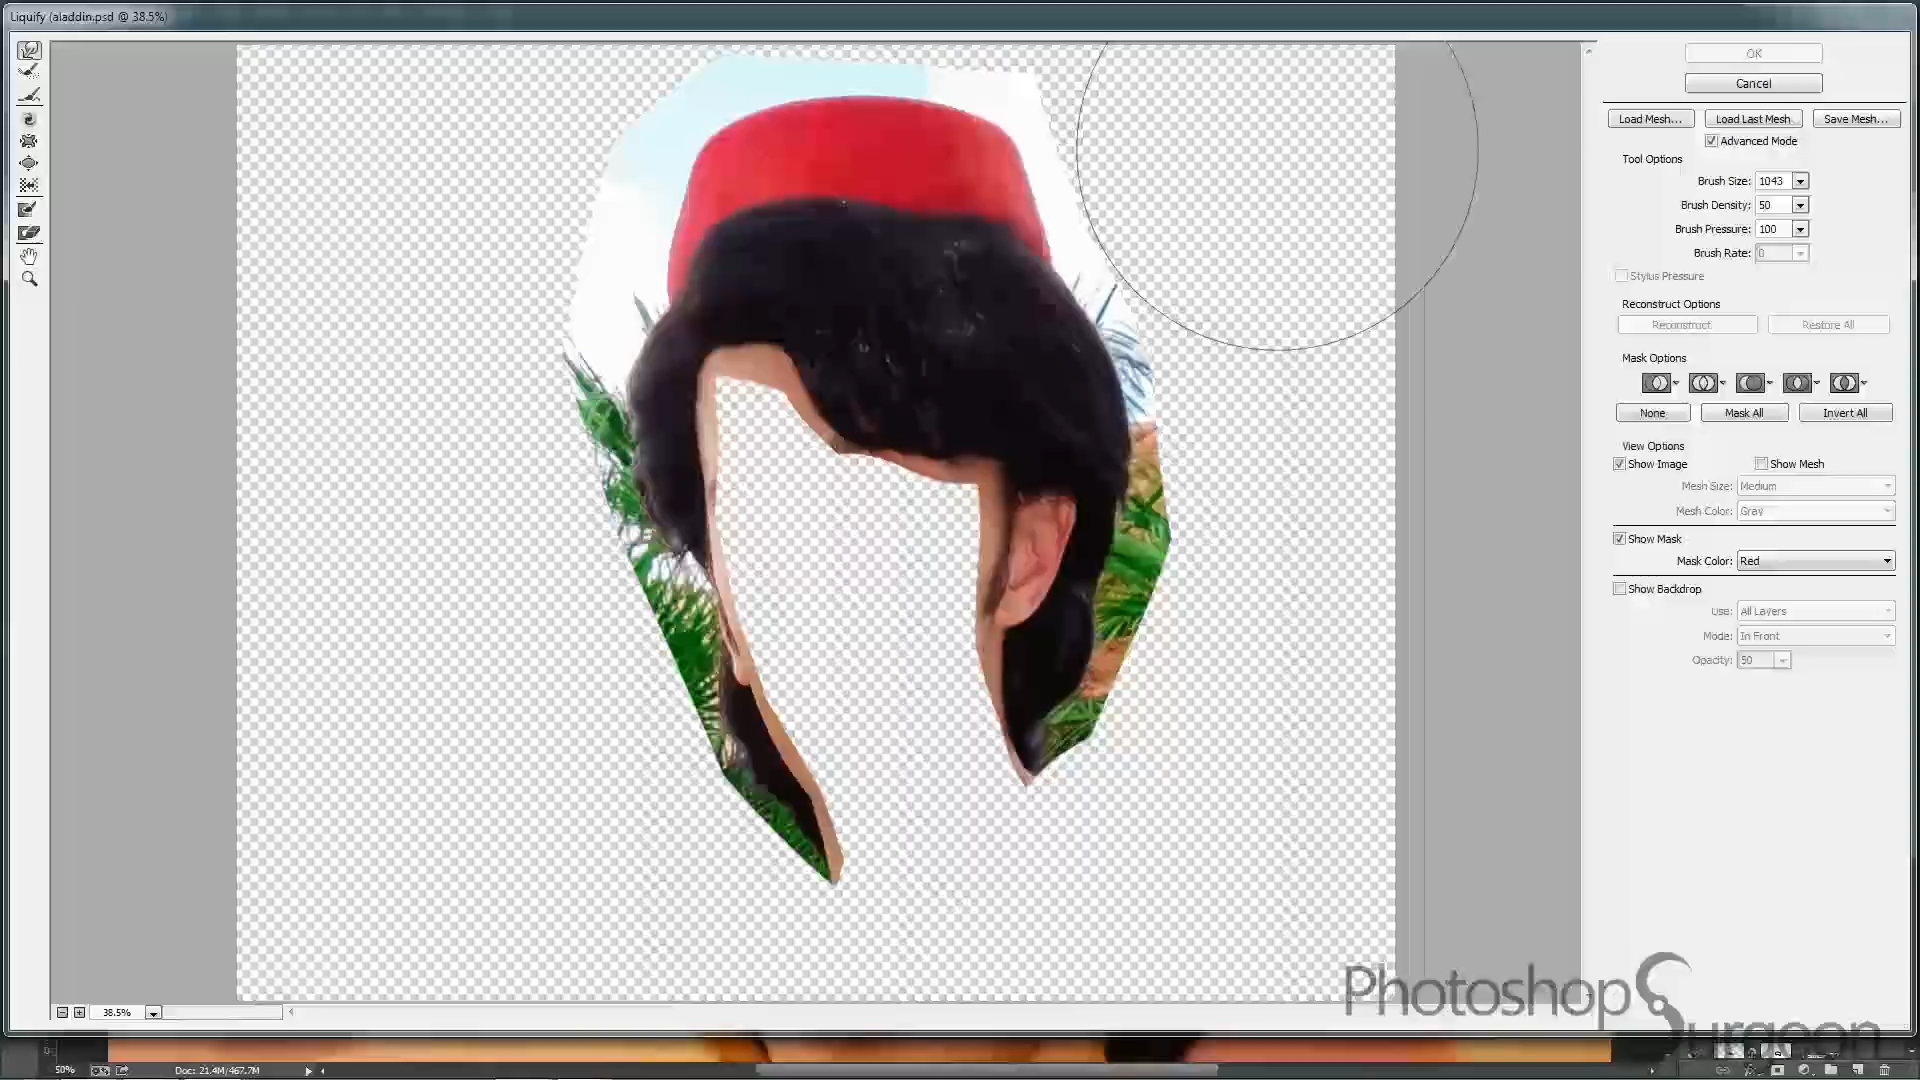 Liquify (aladdin.psd @ 38.5%)
OK
Cancel
Load Mesh... Load Last Mesh Save Mesh...
Advanced Mode
Tool Options
Brush Size: 1043
Brush Density: 50
Brush Pressure: 100
Brush Rate: 0
Stylus Pressure
Reconstruct Options
Reconstruct Restore All
Mask Options
None Mask All Invert All
View Options
Show Image Show Mesh
Mesh Size: Medium
Mesh Color: Gray
Show Mask
Mask Color: Red
Show Backdrop
Use: All Layers
Mode: In Front
Opacity: 50
38.5%
Photoshop
Surgeon
50% Doc: 21.4M/467.7M